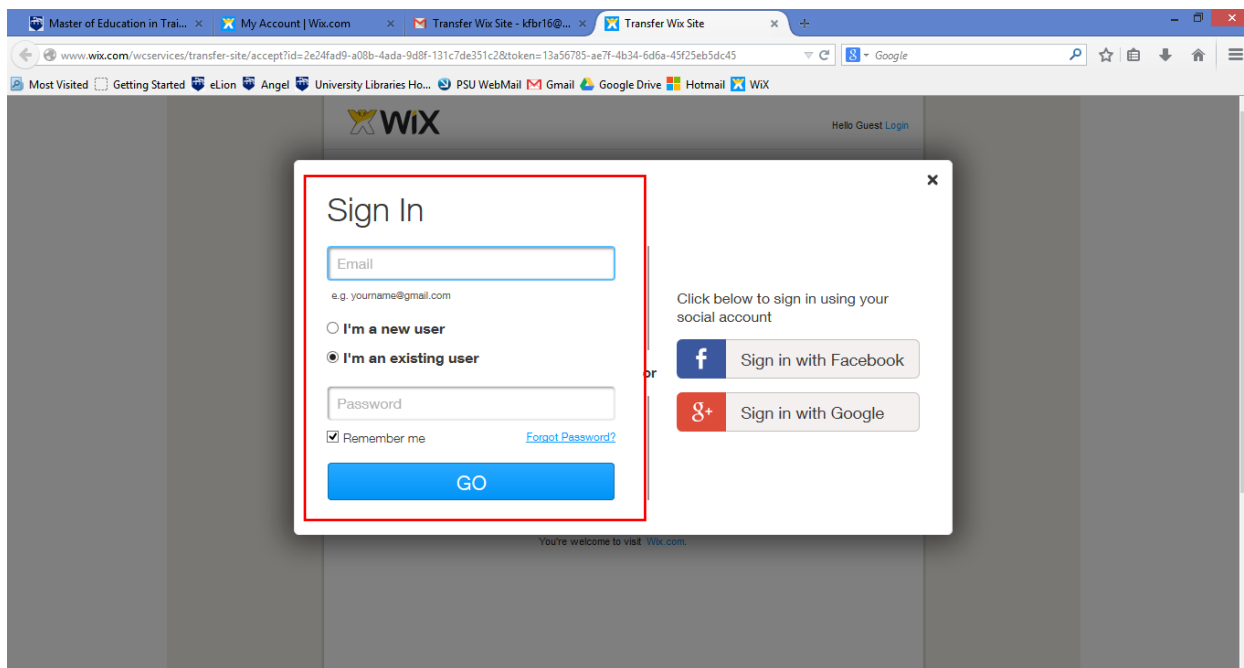 Master of Education in Trai...
My Account | Wix.com
Transfer Wix Site - kfbr16@...
Transfer Wix Site
www.wix.com/wcservices/transfer-site/accept?id=2e24fad9-a08b-4ada-9d8f-131c7de351c2&token=13a56785-ae7f-4b34-6d6a-45f25eb5dc45
Google
Most Visited Getting Started eLion Angel University Libraries Ho... PSU WebMail Gmail Google Drive Hotmail WiX
WiX
Hello Guest Login
Sign In
Email
e.g. yourname@gmail.com
I'm a new user
I'm an existing user
Password
Remember me Forgot Password?
GO
or
Click below to sign in using your
social account
Sign in with Facebook
Sign in with Google
You're welcome to visit Wix.com.